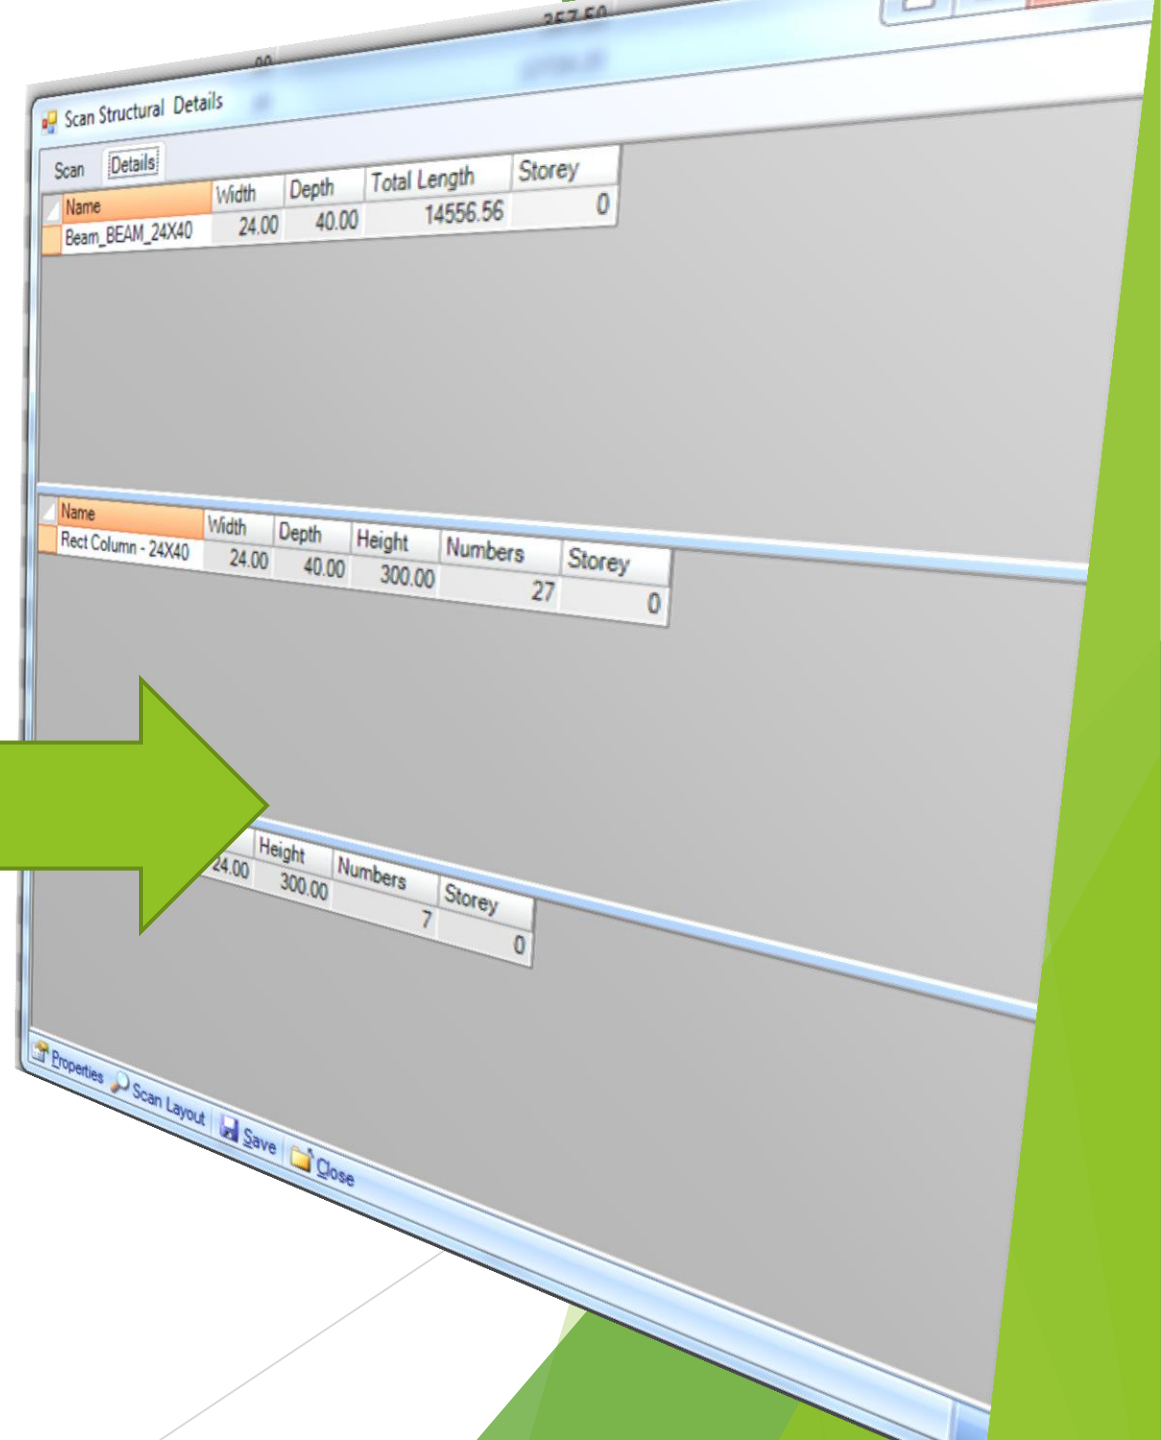 357.50
Scan Structural Details
Scan Details
Name Width Depth Total Length Storey
Beam_BEAM_24X40 24.00 40.00 14556.56 0
Name Width Depth Height Numbers Storey
Rect Column - 24X40 24.00 40.00 300.00 27 0
Height Numbers Storey
24.00 300.00 7 0
Properties Scan Layout Save Close